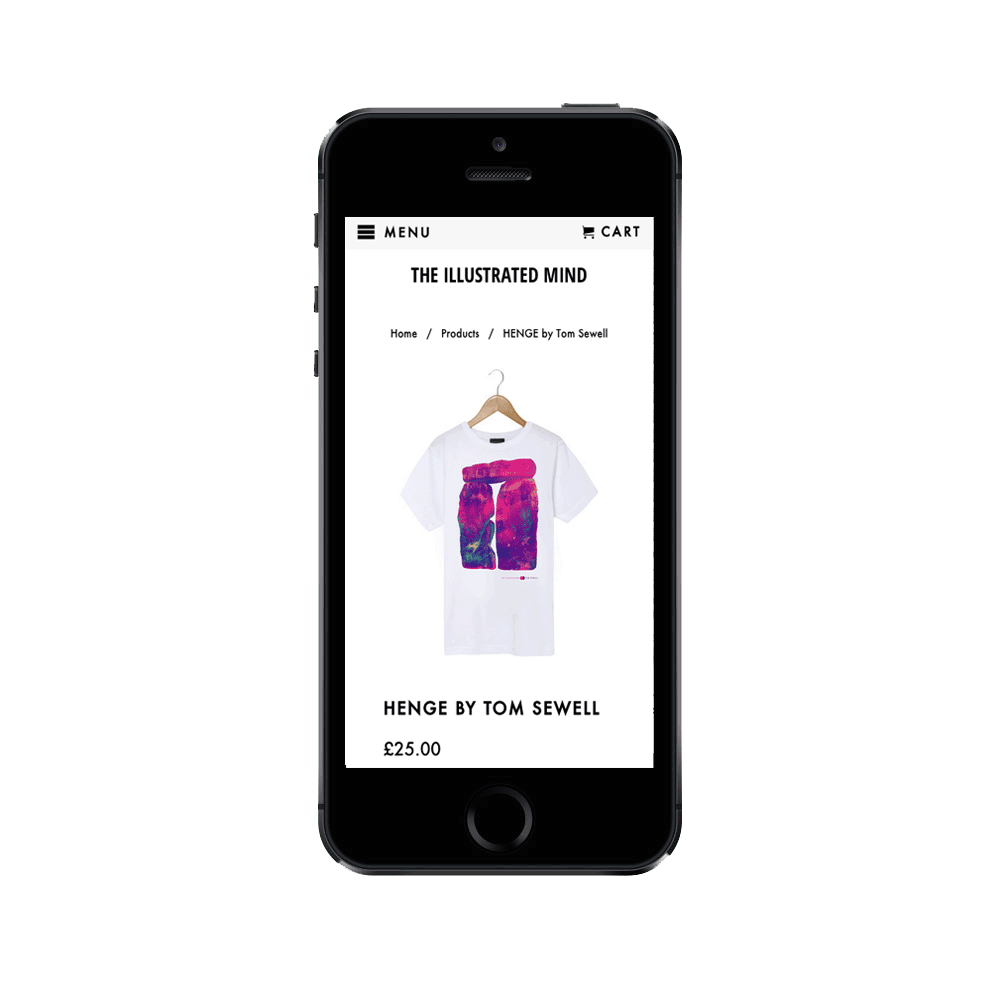 MENU CART
THE ILLUSTRATED MIND
Home / Products / HENGE by Tom Sewell
HENGE BY TOM SEWELL
£25.00